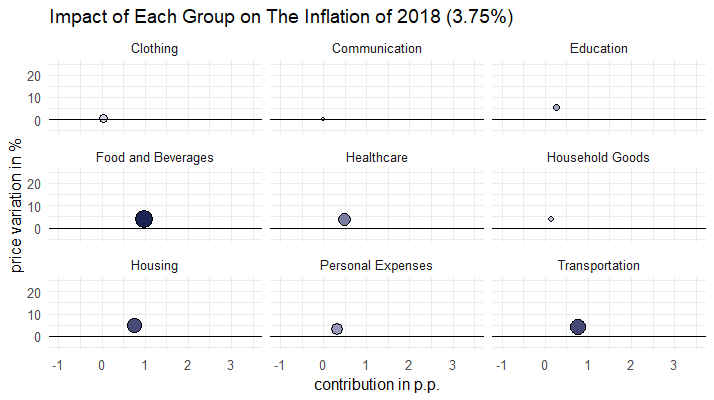 Impact of Each Group on The Inflation of 2018 (3.75%)
Clothing Communication Education
20
10
0
Food and Beverages Healthcare Household Goods
20
10
0
price variation in %
Housing Personal Expenses Transportation
20
10
0
-1 0 1 2 3 -1 0 1 2 3 -1 0 1 2 3
contribution in p.p.